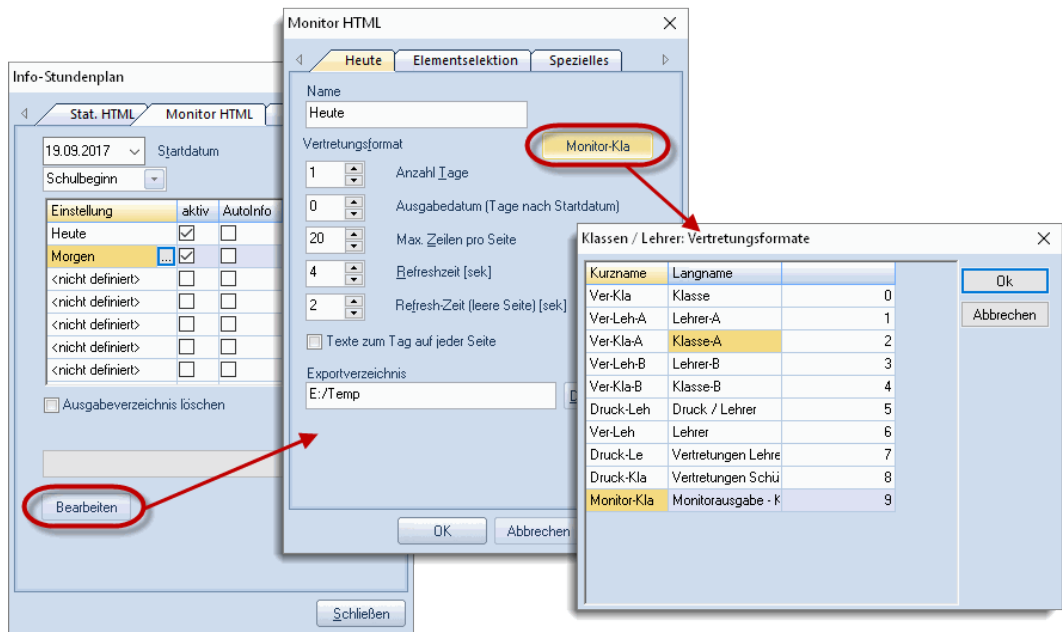 Info-Stundenplan
Stat. HTML Monitor HTML
19.09.2017 Startdatum
Schulbeginn
Einstellung aktiv AutoInfo
Heute
Morgen ...
<nicht definiert>
<nicht definiert>
<nicht definiert>
<nicht definiert>
<nicht definiert>
Ausgabeverzeichnis löschen
Bearbeiten
Schließen
Monitor HTML
Heute Elementselektion Spezielles
Name
Heute
Vertretungsformat Monitor-Kla
1 Anzahl Tage
0 Ausgabedatum (Tage nach Startdatum)
20 Max. Zeilen pro Seite
4 Refreshzeit [sek]
2 Refresh-Zeit (leere Seite) [sek]
Texte zum Tag auf jeder Seite
Exportverzeichnis
E:/Temp
OK Abbrechen
Klassen / Lehrer: Vertretungsformate
Kurzname Langname
Ver-Kla Klasse 0
Ver-Leh-A Lehrer-A 1
Ver-Kla-A Klasse-A 2
Ver-Leh-B Lehrer-B 3
Ver-Kla-B Klasse-B 4
Druck-Leh Druck / Lehrer 5
Ver-Leh Lehrer 6
Druck-Le Vertretungen Lehre 7
Druck-Kla Vertretungen Schü 8
Monitor-Kla Monitorausgabe - K 9
Ok
Abbrechen